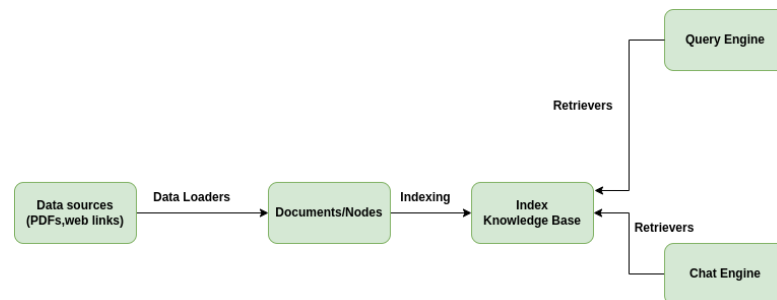 Query Engine
Retrievers
Data sources
(PDFs,web links)
Data Loaders
Documents/Nodes
Indexing
Index
Knowledge Base
Retrievers
Chat Engine